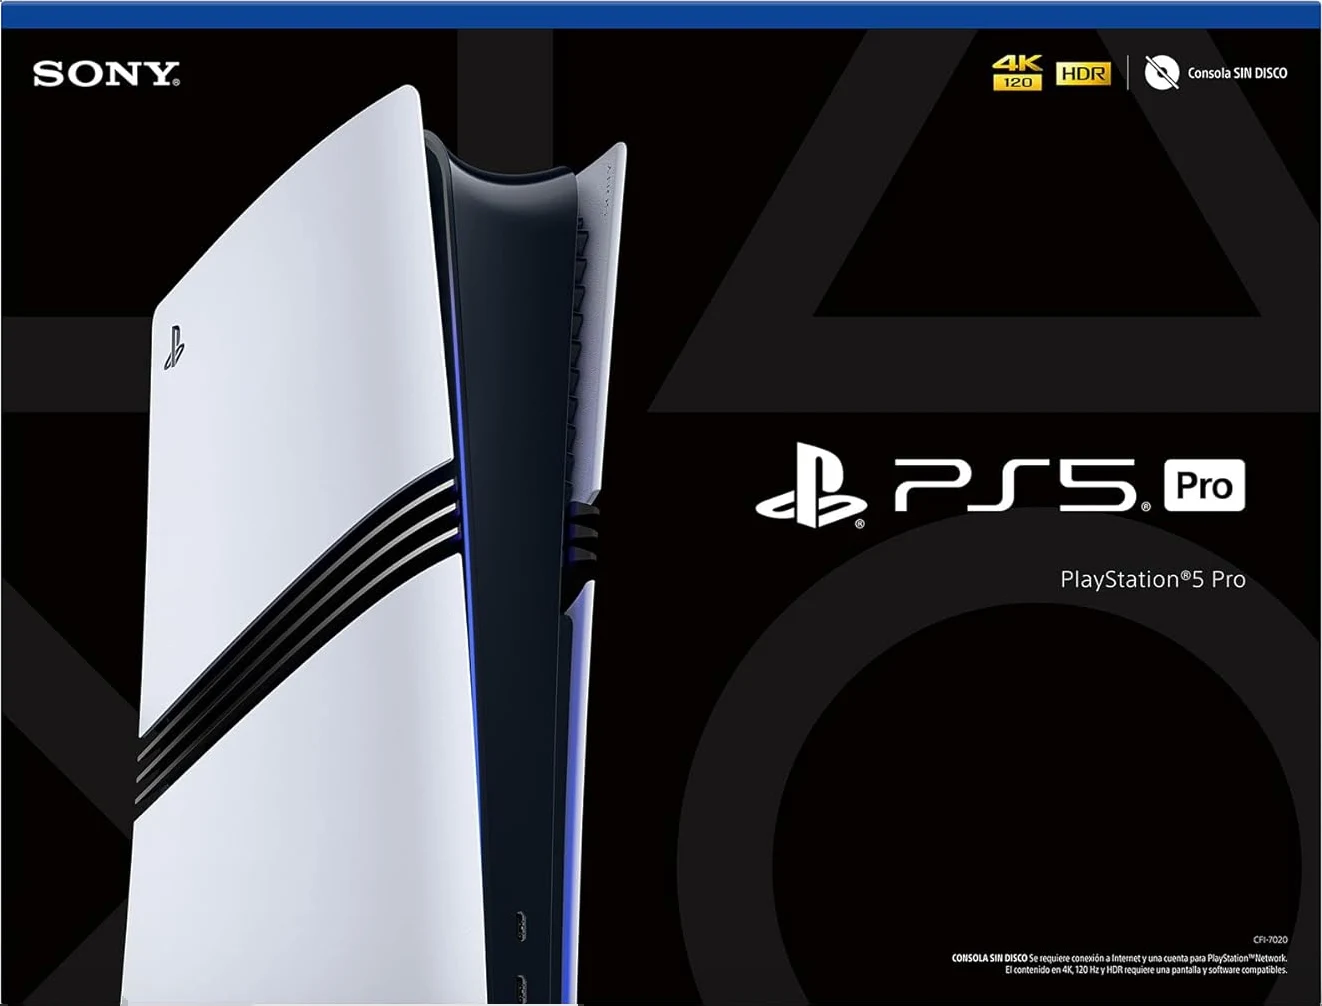 SONY®
4K
120
HDR
Consola SIN DISCO
SONY
PS5® Pro
PlayStation®5 Pro
CFI-7020
CONSOLA SIN DISCO Se requiere conexión a Internet y una cuenta para PlayStation™Network.
El contenido en 4K, 120 Hz y HDR requiere una pantalla y software compatibles.